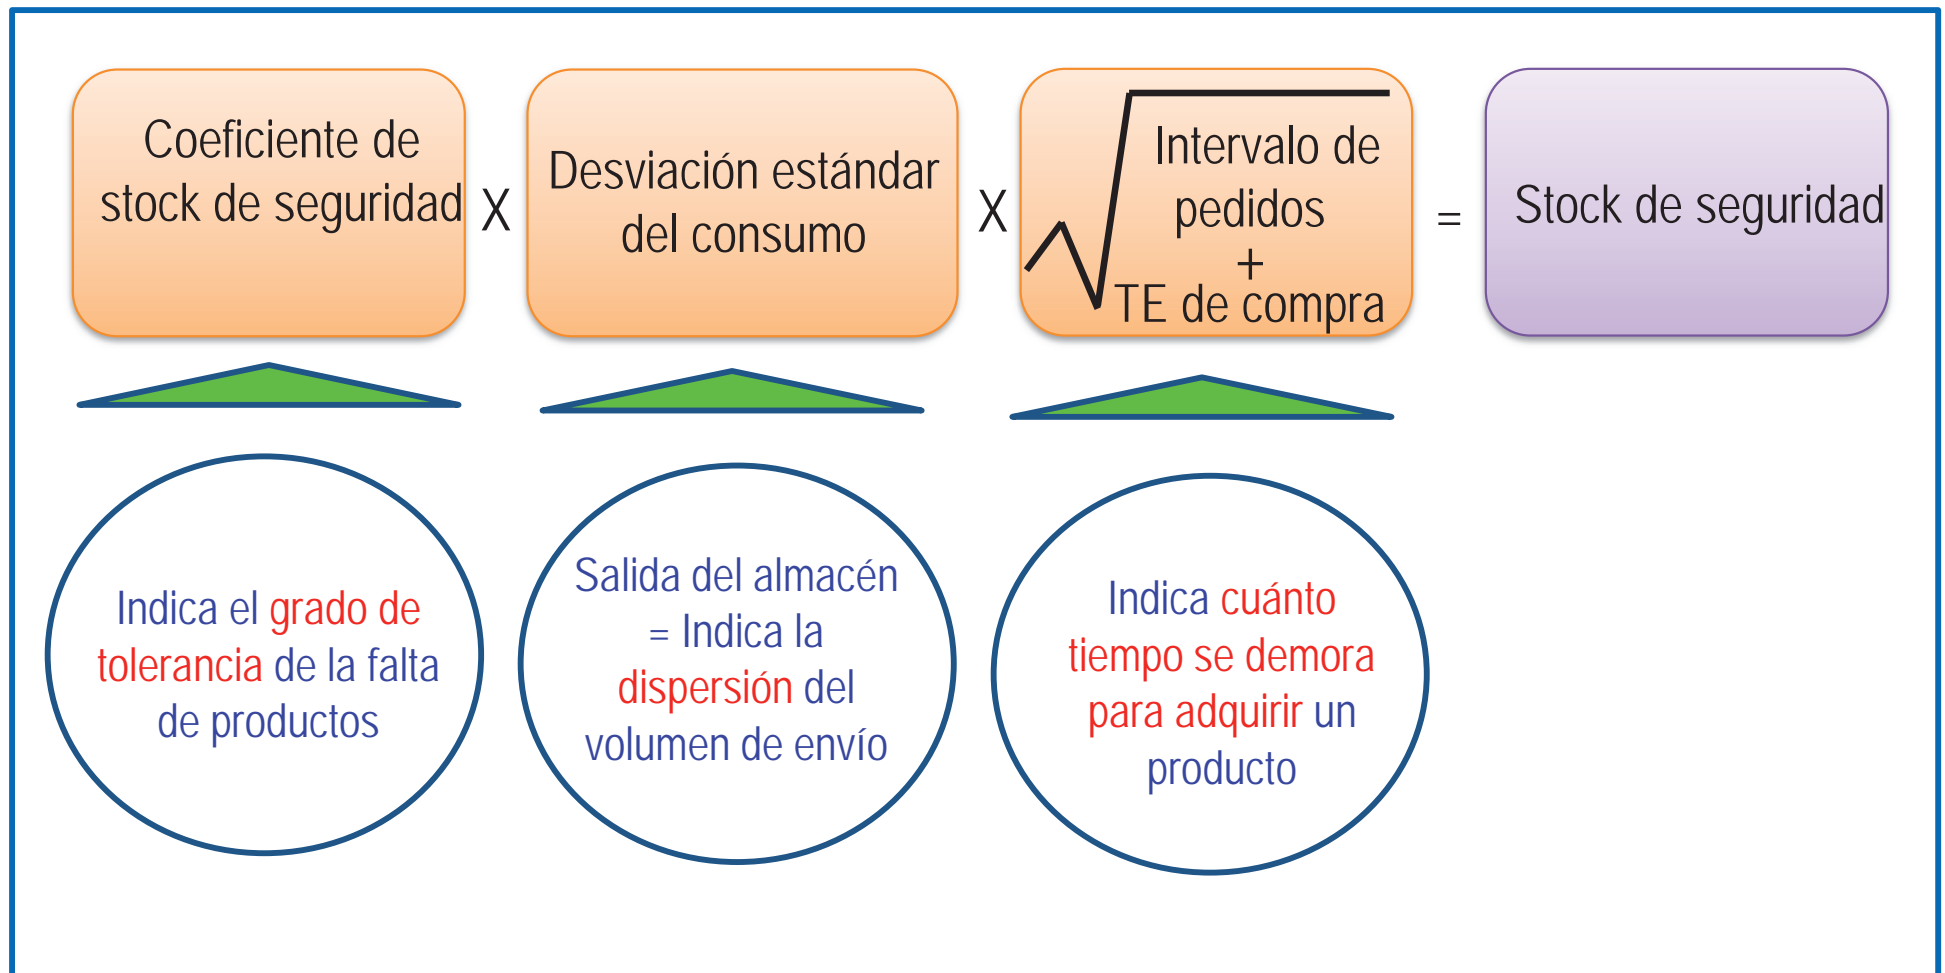 Coeficiente de
stock de seguridad
X
Desviación estándar
del consumo
X
Intervalo de
pedidos
+
TE de compra
=
Stock de seguridad
Indica el grado de
tolerancia de la falta
de productos
Salida del almacén
= Indica la
dispersión del
volumen de envío
Indica cuánto
tiempo se demora
para adquirir un
producto